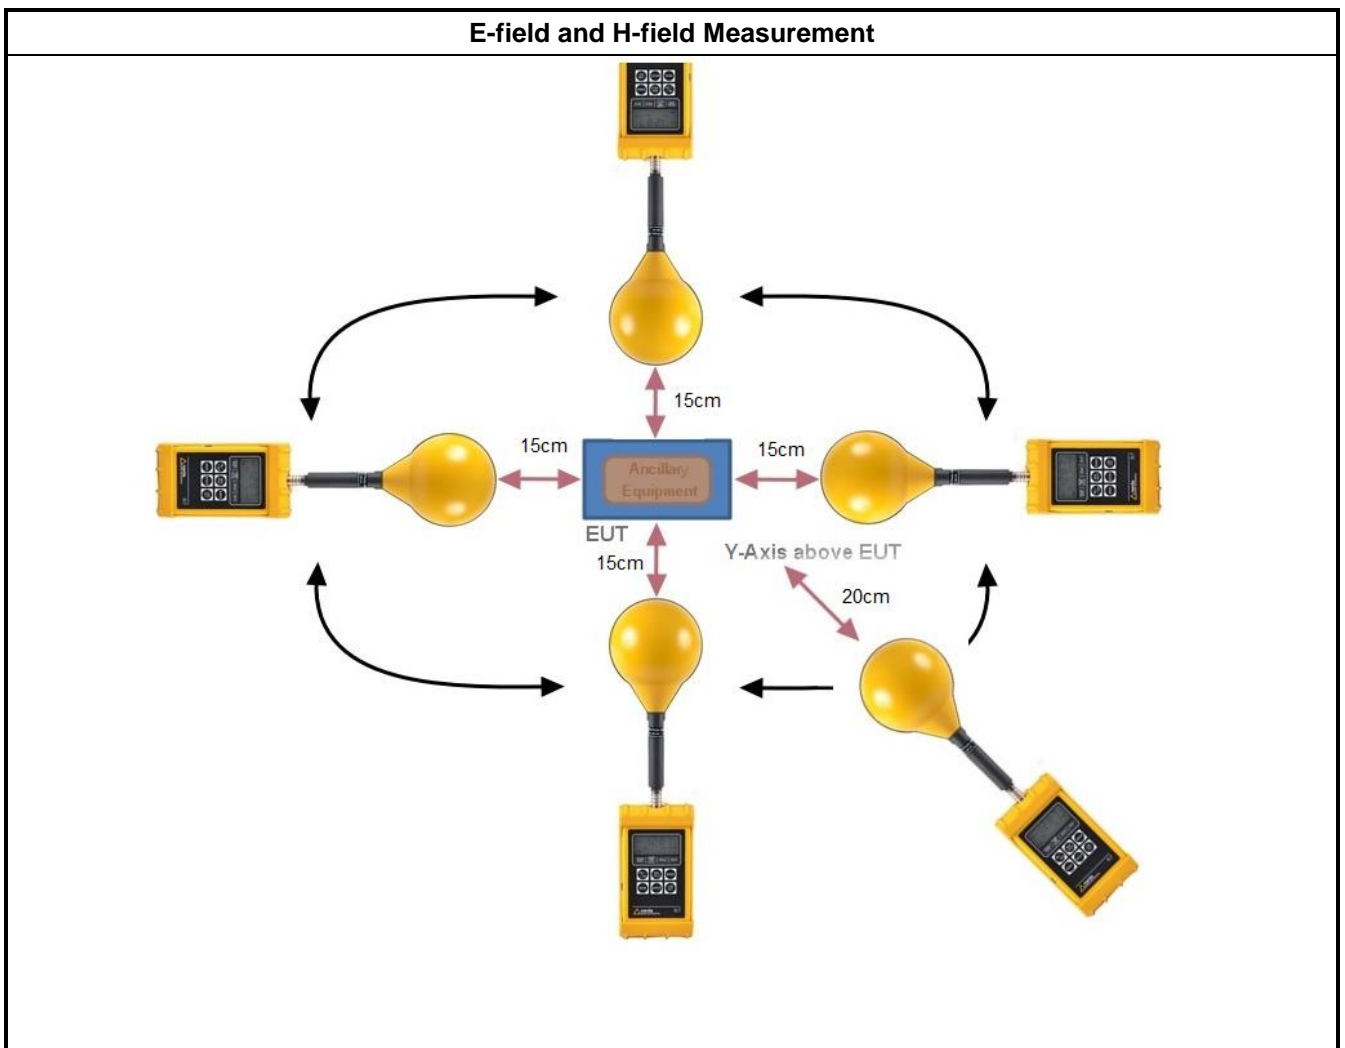 E-field and H-field Measurement
15cm
15cm
15cm
Ancillary
Equipment
EUT
15cm
Y-Axis above EUT
20cm